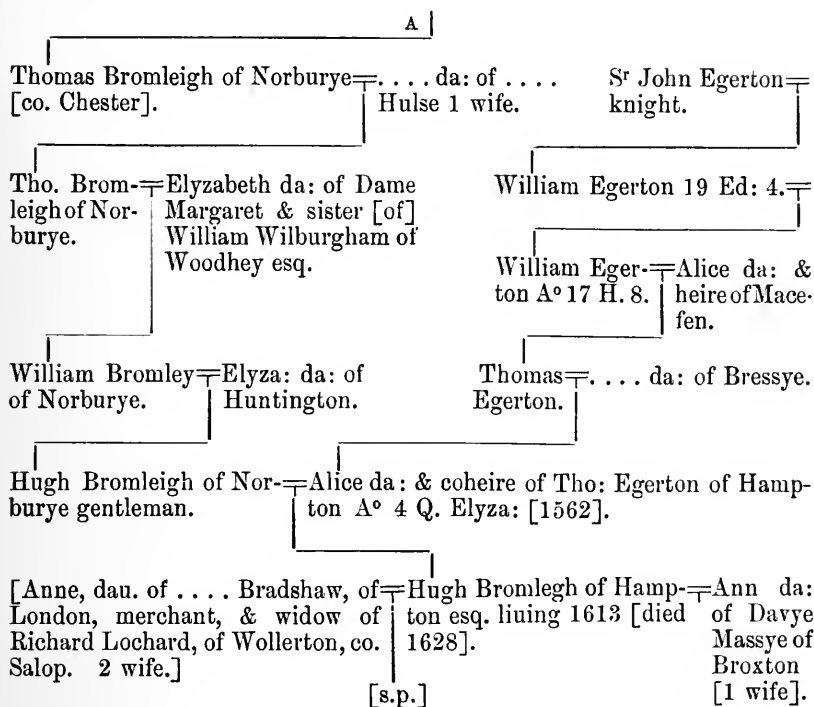 A
Thomas Bromleigh of Norburye=. . . . da: of . . . .
[co. Chester]. Hulse 1 wife.
Sʳ John Egerton=
knight.
Tho. Brom-=Elyzabeth da: of Dame
leigh of Nor- Margaret & sister [of]
burye. William Wilburgham of
Woodhey esq.
William Egerton 19 Ed: 4.=
William Eger-=Alice da: &
ton Aº 17 H. 8. heire of Mace-
fen.
William Bromley=Elyza: da: of
of Norburye. Huntington.
Thomas=. . . . da: of Bressye.
Egerton.
Hugh Bromleigh of Nor-=Alice da: & coheire of Tho: Egerton of Hamp-
burye gentleman. ton Aº 4 Q. Elyza: [1562].
[Anne, dau. of . . . . Bradshaw, of=Hugh Bromlegh of Hamp-=Ann da:
London, merchant, & widow of ton esq. liuing 1613 [died of Davye
Richard Lochard, of Wollerton, co. 1628]. Massye of
Salop. 2 wife.] Broxton
[s.p.] [1 wife].